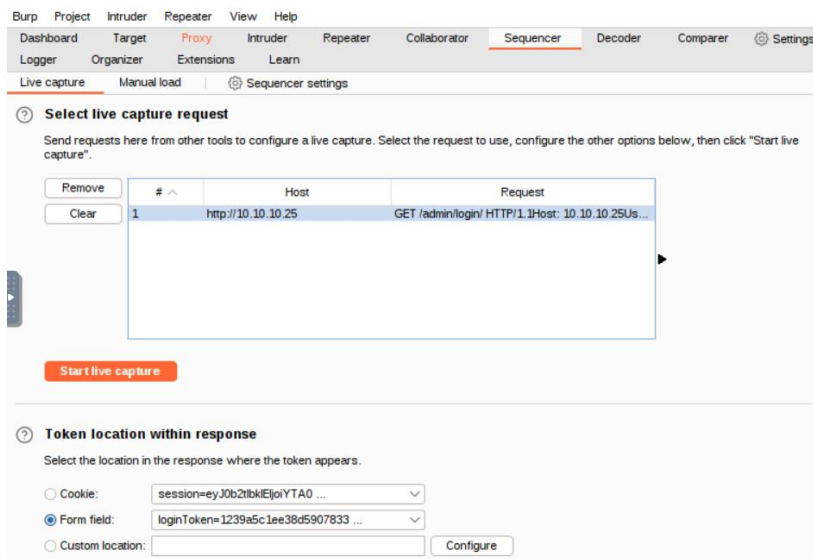 Burp Project Intruder Repeater View Help
Dashboard Target Proxy Intruder Repeater Collaborator Sequencer Decoder Comparer Settings
Logger Organizer Extensions Learn
Live capture Manual load Sequencer settings
? Select live capture request
Send requests here from other tools to configure a live capture. Select the request to use, configure the other options below, then click "Start live
capture".
Remove # Host Request
Clear 1 http://10.10.10.25 GET /admin/login/ HTTP/1.1Host: 10.10.10.25Us...
Start live capture
? Token location within response
Select the location in the response where the token appears.
Cookie: session=eyJ0b2tlbklEIjoiYTA0 ...
Form field: loginToken=1239a5c1ee38d5907833 ...
Custom location: Configure